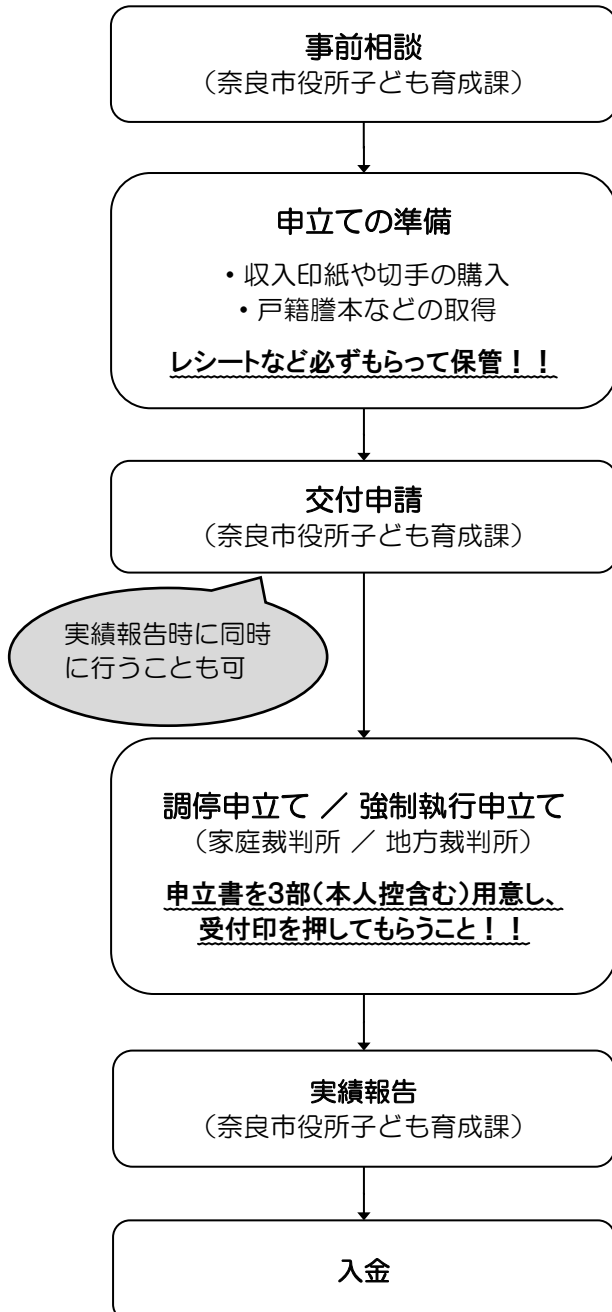 事前相談
（奈良市役所子ども育成課）
申立ての準備
・収入印紙や切手の購入
・戸籍謄本などの取得
レシートなど必ずもらって保管！！
交付申請
（奈良市役所子ども育成課）
実績報告時に同時
に行うことも可
調停申立て ／ 強制執行申立て
（家庭裁判所 ／ 地方裁判所）
申立書を3部（本人控含む）用意し、
受付印を押してもらうこと！！
実績報告
（奈良市役所子ども育成課）
入金